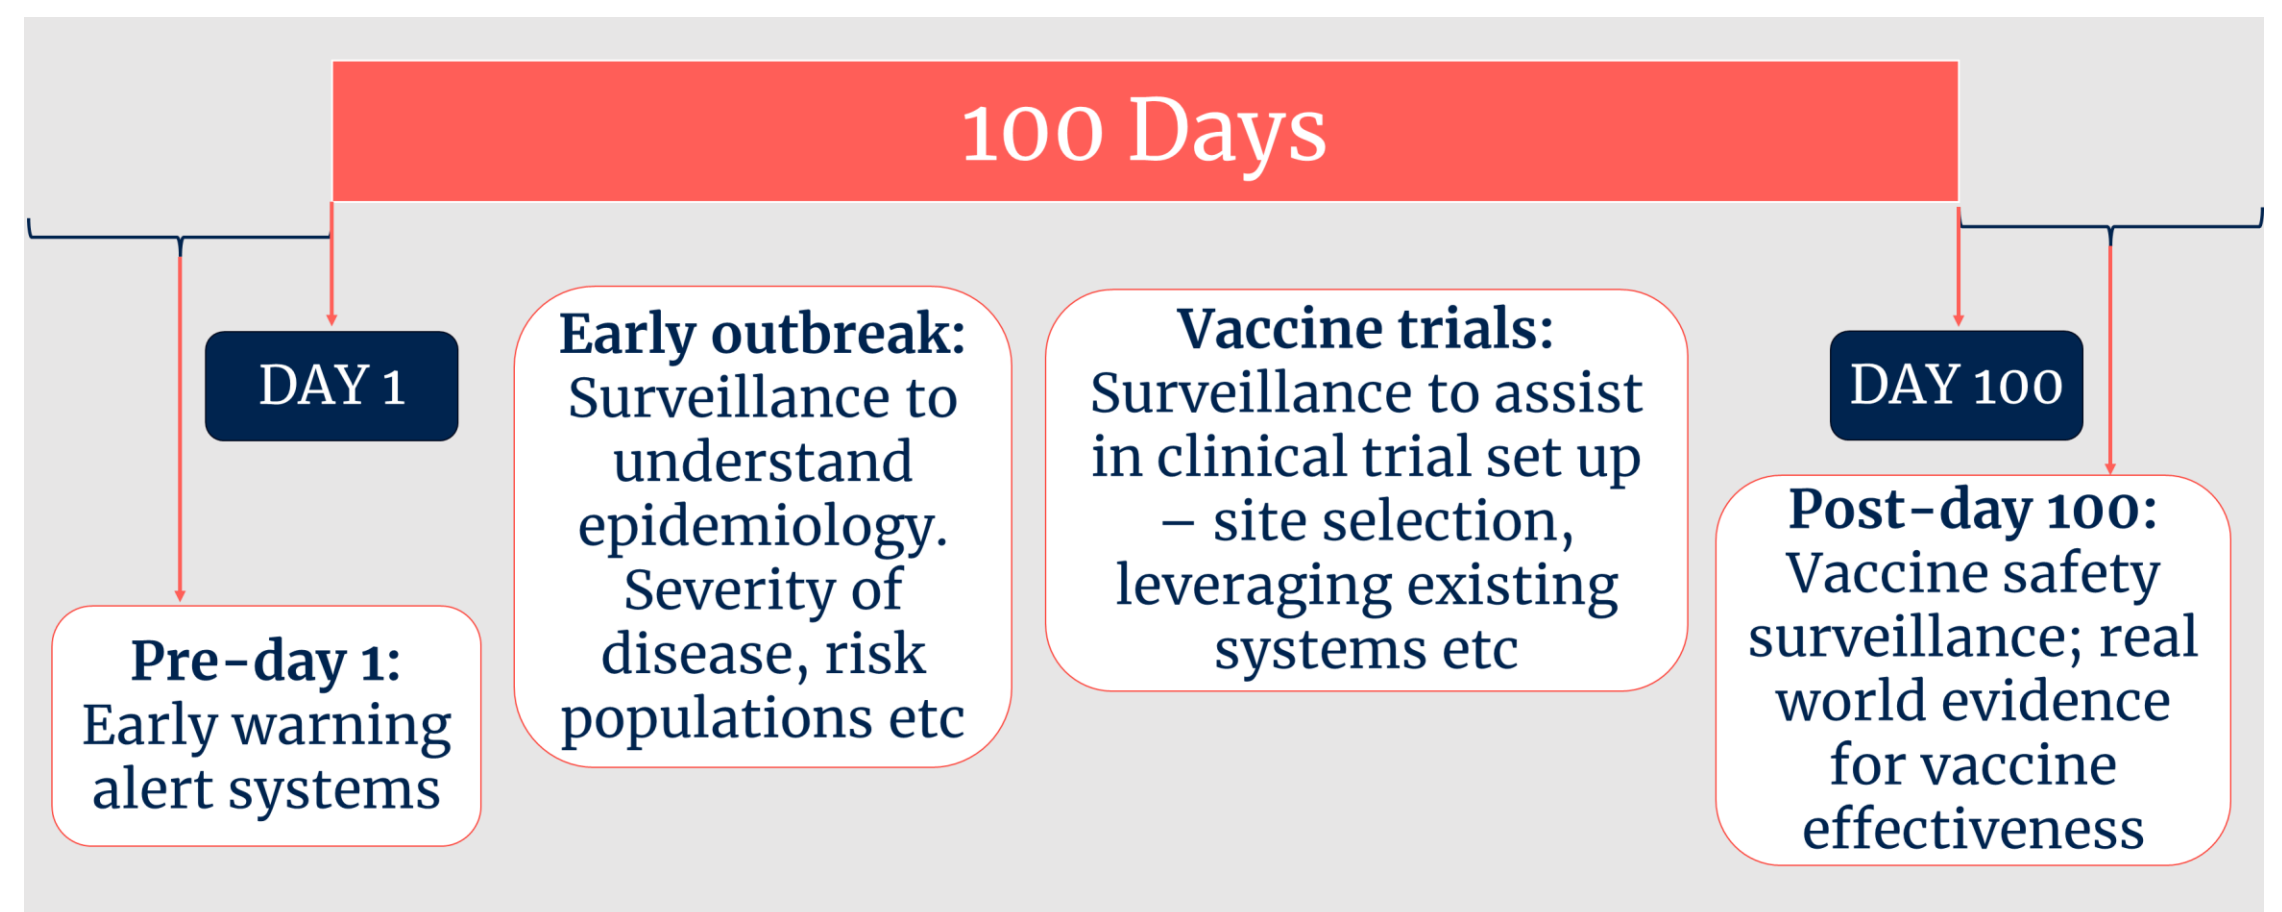 100 Days
DAY 1
Early outbreak:
Surveillance to
understand
epidemiology.
Severity of
disease, risk
populations etc
Vaccine trials:
Surveillance to assist
in clinical trial set up
– site selection,
leveraging existing
systems etc
DAY 100
Pre-day 1:
Early warning
alert systems
Post-day 100:
Vaccine safety
surveillance; real
world evidence
for vaccine
effectiveness